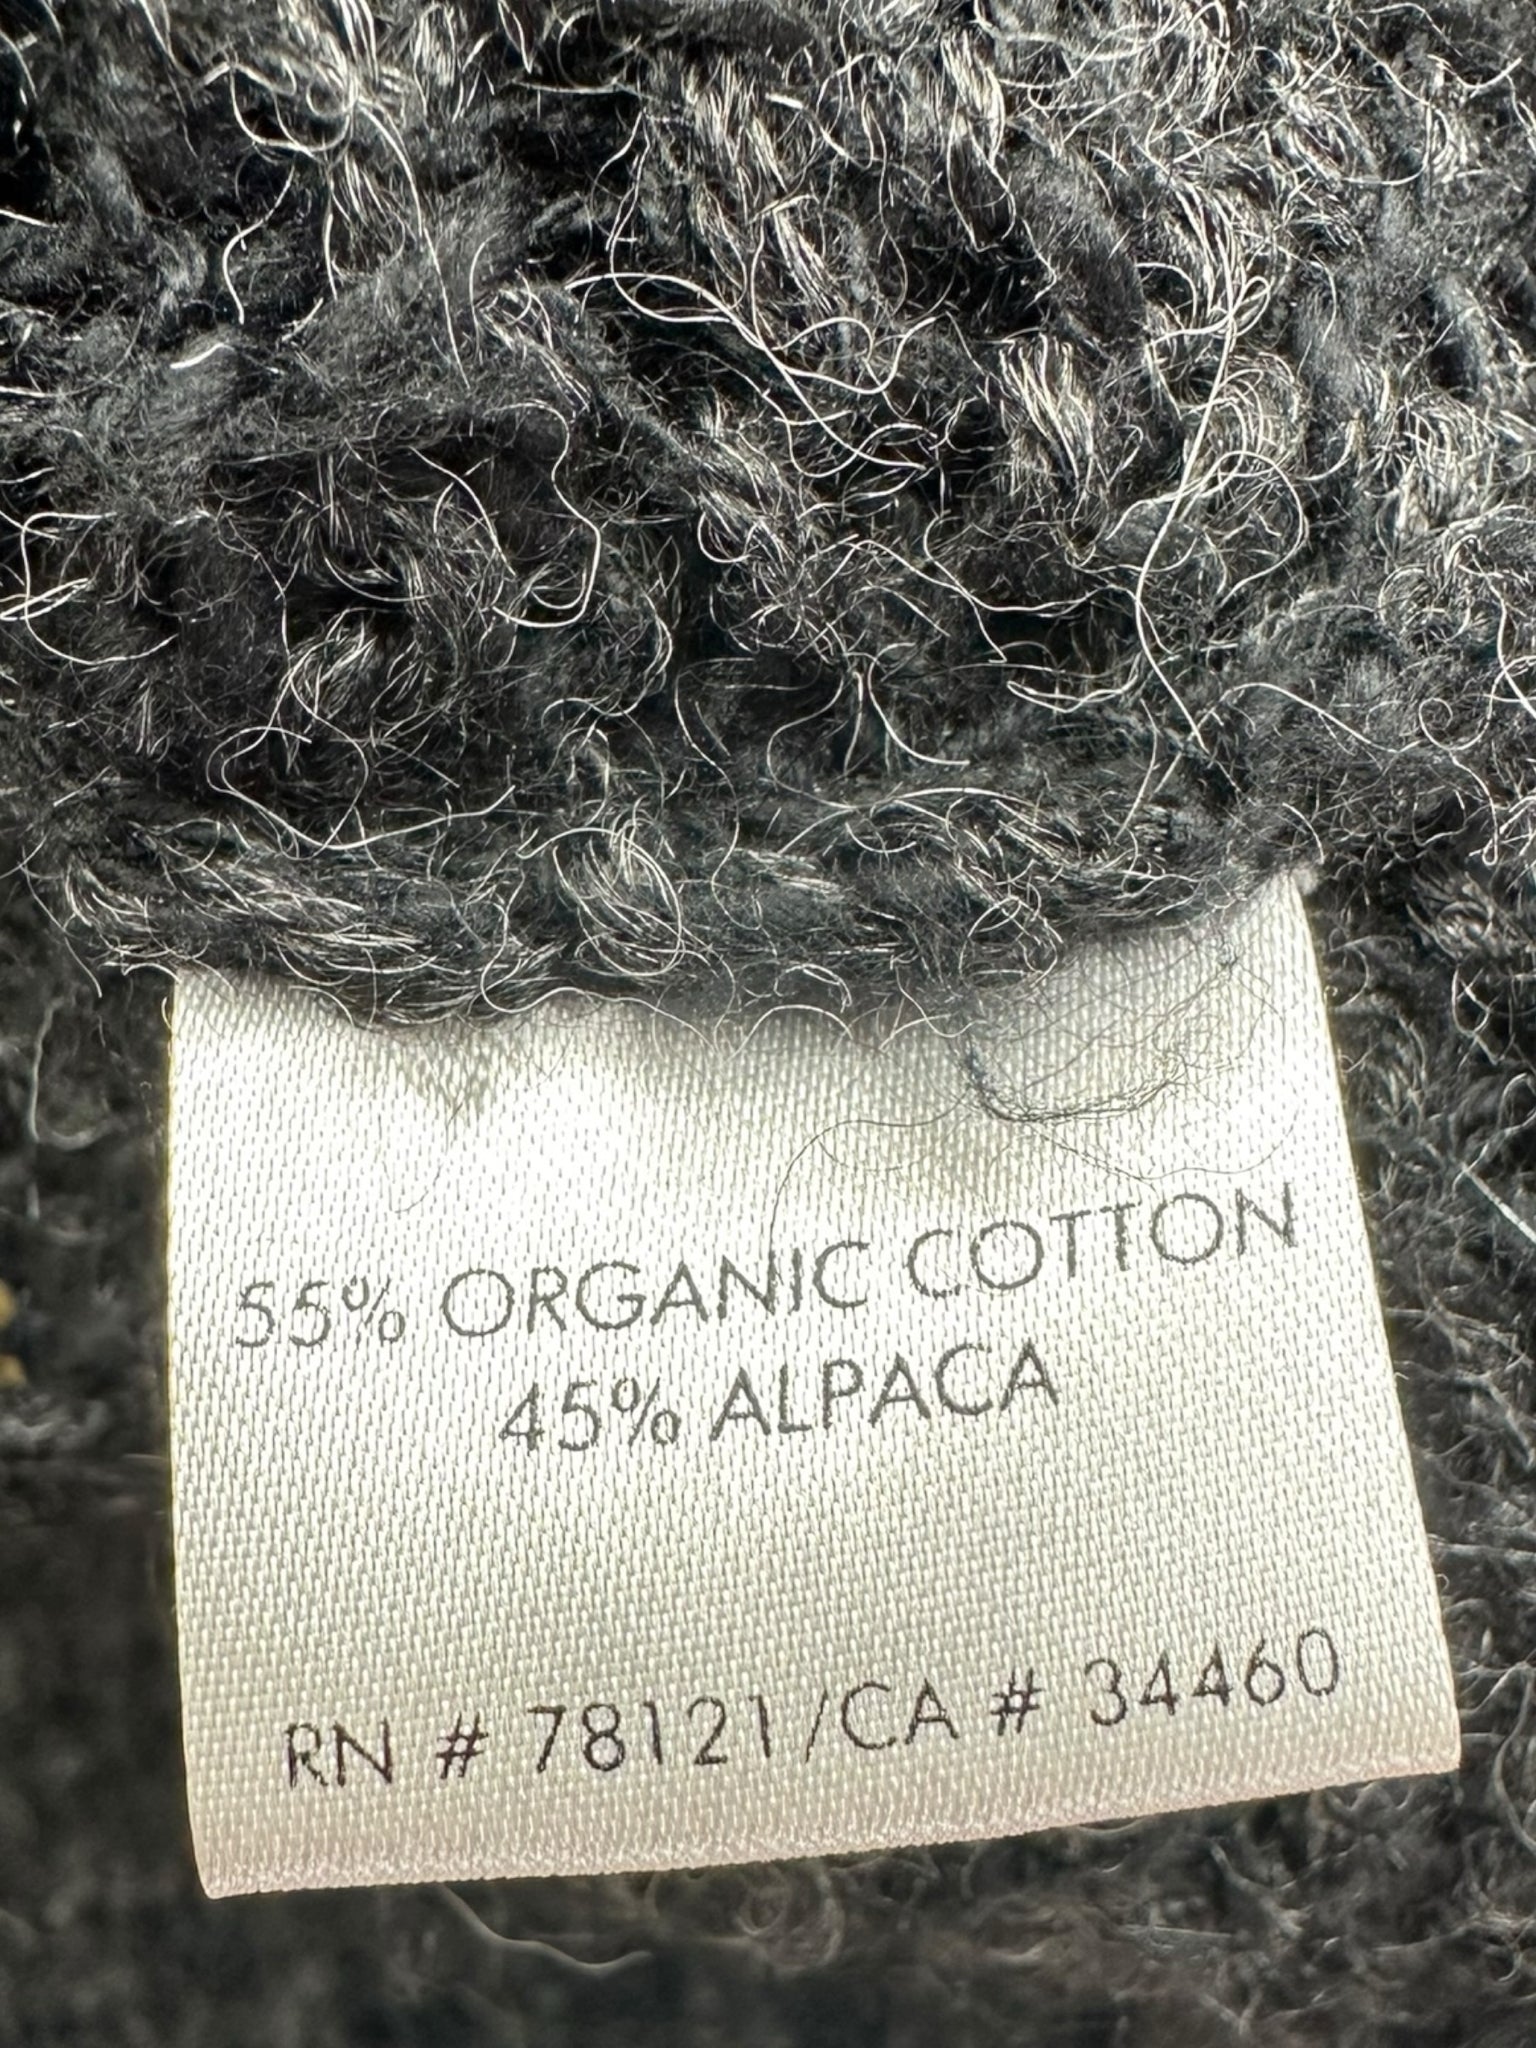 55% ORGANIC COTTON
45% ALPACA
RN # 78121/CA # 34460